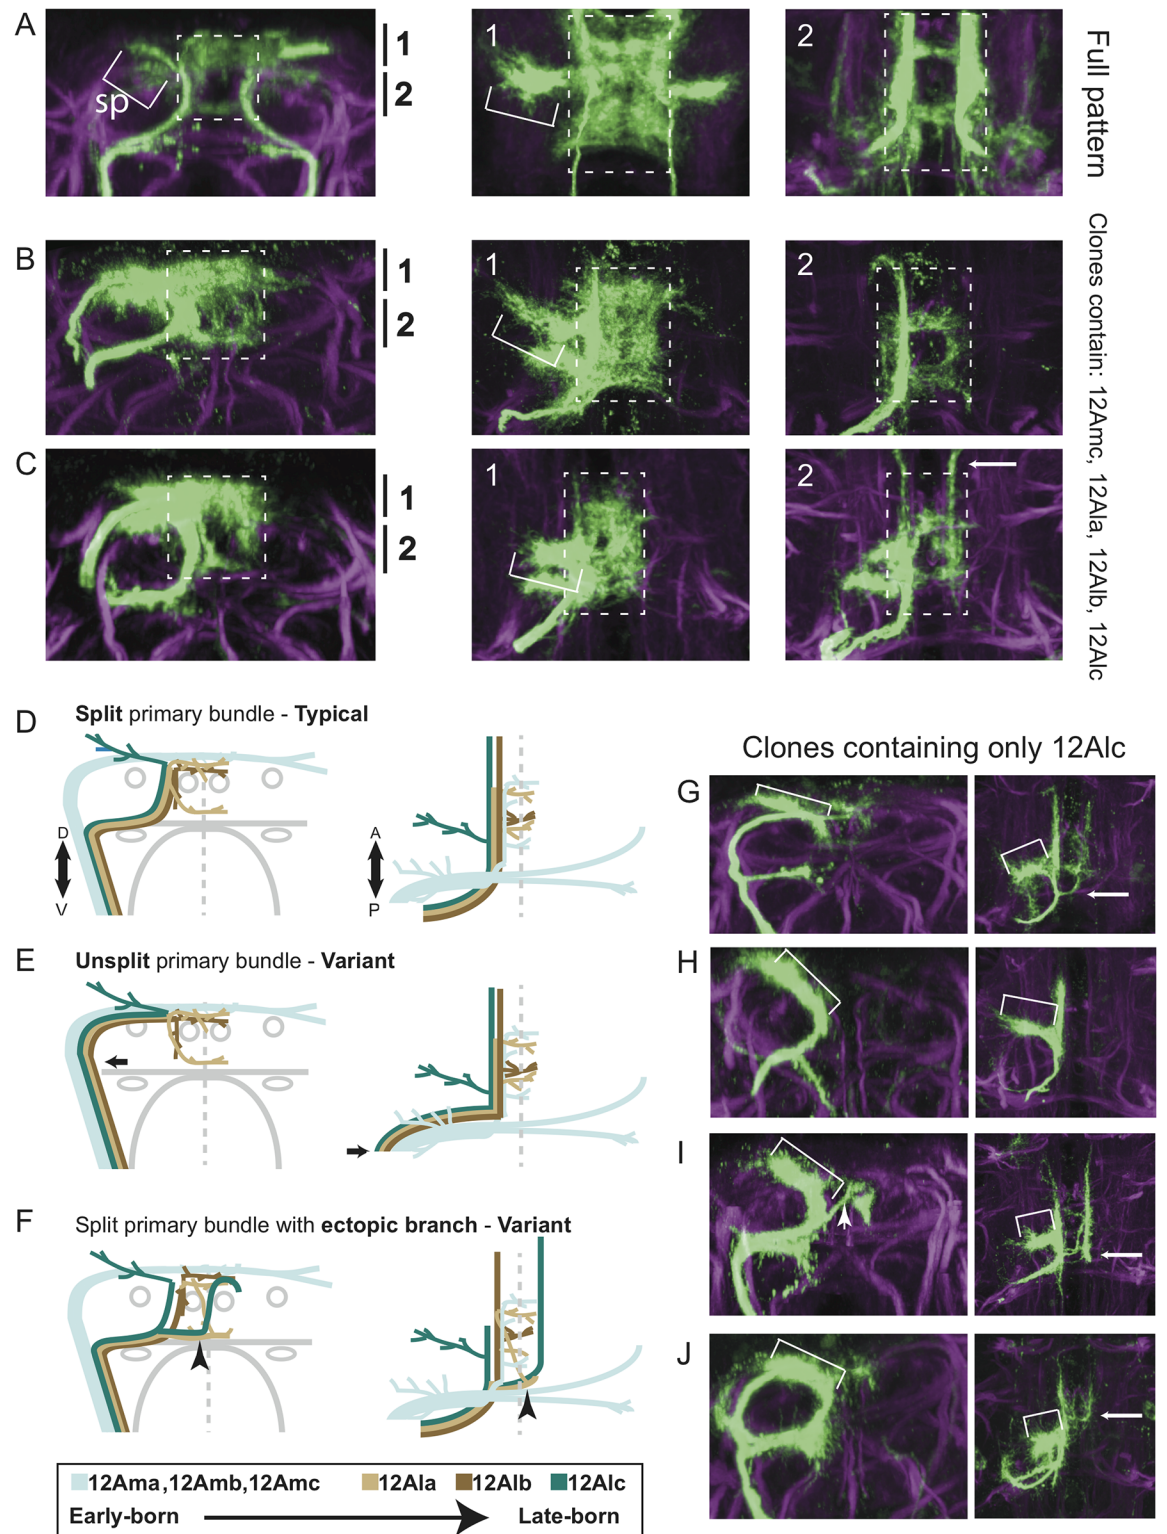 A
sp
1
2
1
2
Full pattern
B
1
2
1
2
C
1
2
1
2
Clones contain: 12Amc, 12Ala, 12Alb, 12Alc
D
Split primary bundle - Typical
D
V
A
P
E
Unsplit primary bundle - Variant
F
Split primary bundle with ectopic branch - Variant
12Ama,12Amb,12Amc
12Ala
12Alb
12Alc
Early-born
Late-born
Clones containing only 12Alc
G
H
I
J